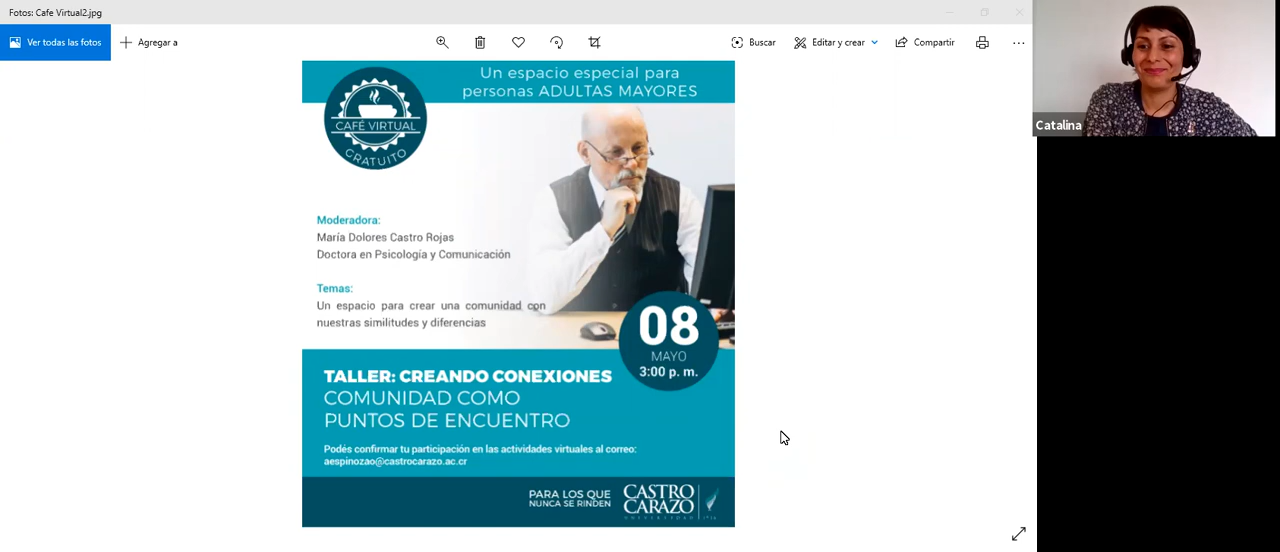 Fotos: Cafe Virtual2.jpg
Ver todas las fotos
Agregar a
Buscar
Editar y crear
Compartir
Un espacio especial para
personas ADULTAS MAYORES
CAFÉ VIRTUAL
GRATUITO
Moderadora:
María Dolores Castro Rojas
Doctora en Psicología y Comunicación
Temas:
Un espacio para crear una comunidad con
nuestras similitudes y diferencias
08
MAYO
3:00 p. m.
TALLER: CREANDO CONEXIONES
COMUNIDAD COMO
PUNTOS DE ENCUENTRO
Podés confirmar tu participación en las actividades virtuales al correo:
aespinozao@castrocarazo.ac.cr
PARA LOS QUE
NUNCA SE RINDEN
CASTRO
CARAZO
Catalina